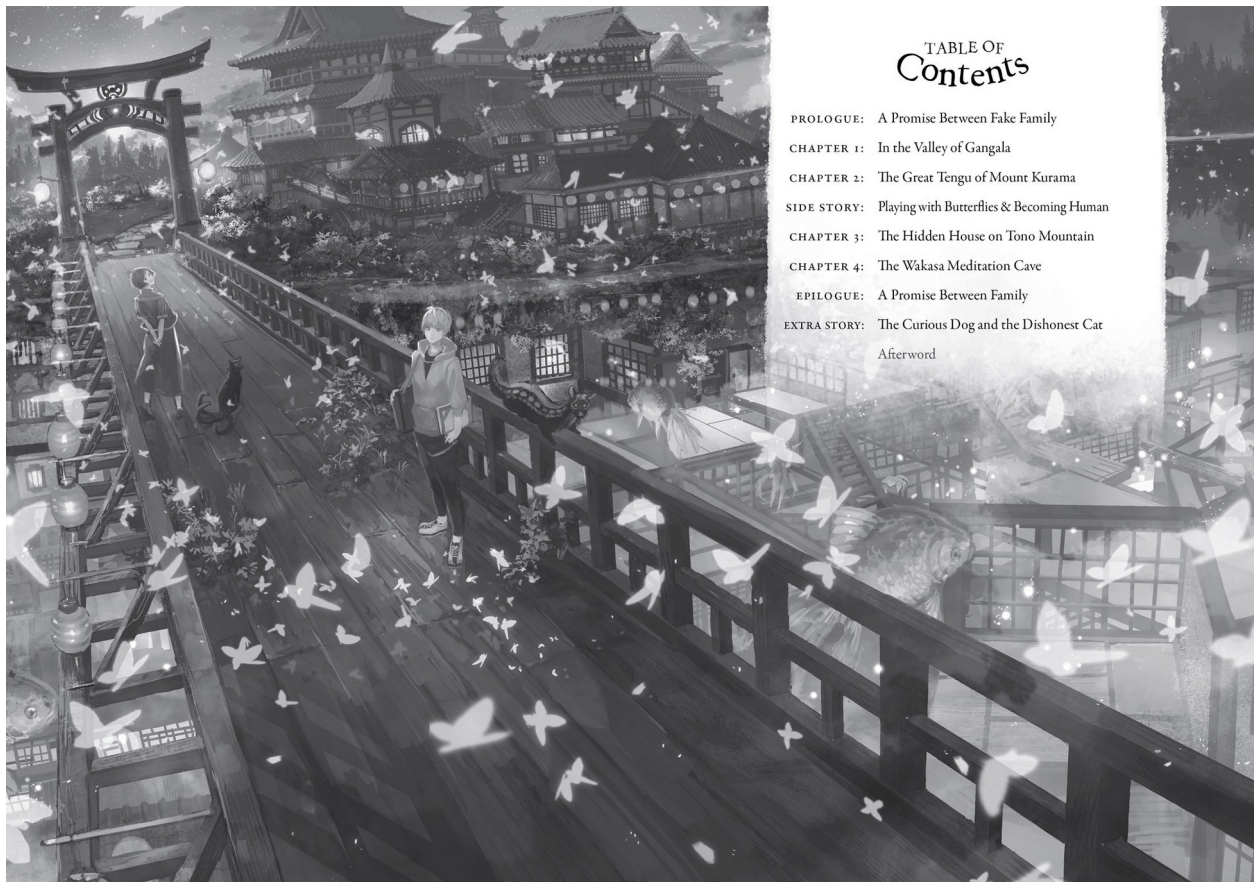 TABLE OF
Contents
PROLOGUE: A Promise Between Fake Family
CHAPTER 1: In the Valley of Gangala
CHAPTER 2: The Great Tengu of Mount Kurama
SIDE STORY: Playing with Butterflies & Becoming Human
CHAPTER 3: The Hidden House on Tono Mountain
CHAPTER 4: The Wakasa Meditation Cave
EPILOGUE: A Promise Between Family
EXTRA STORY: The Curious Dog and the Dishonest Cat
Afterword